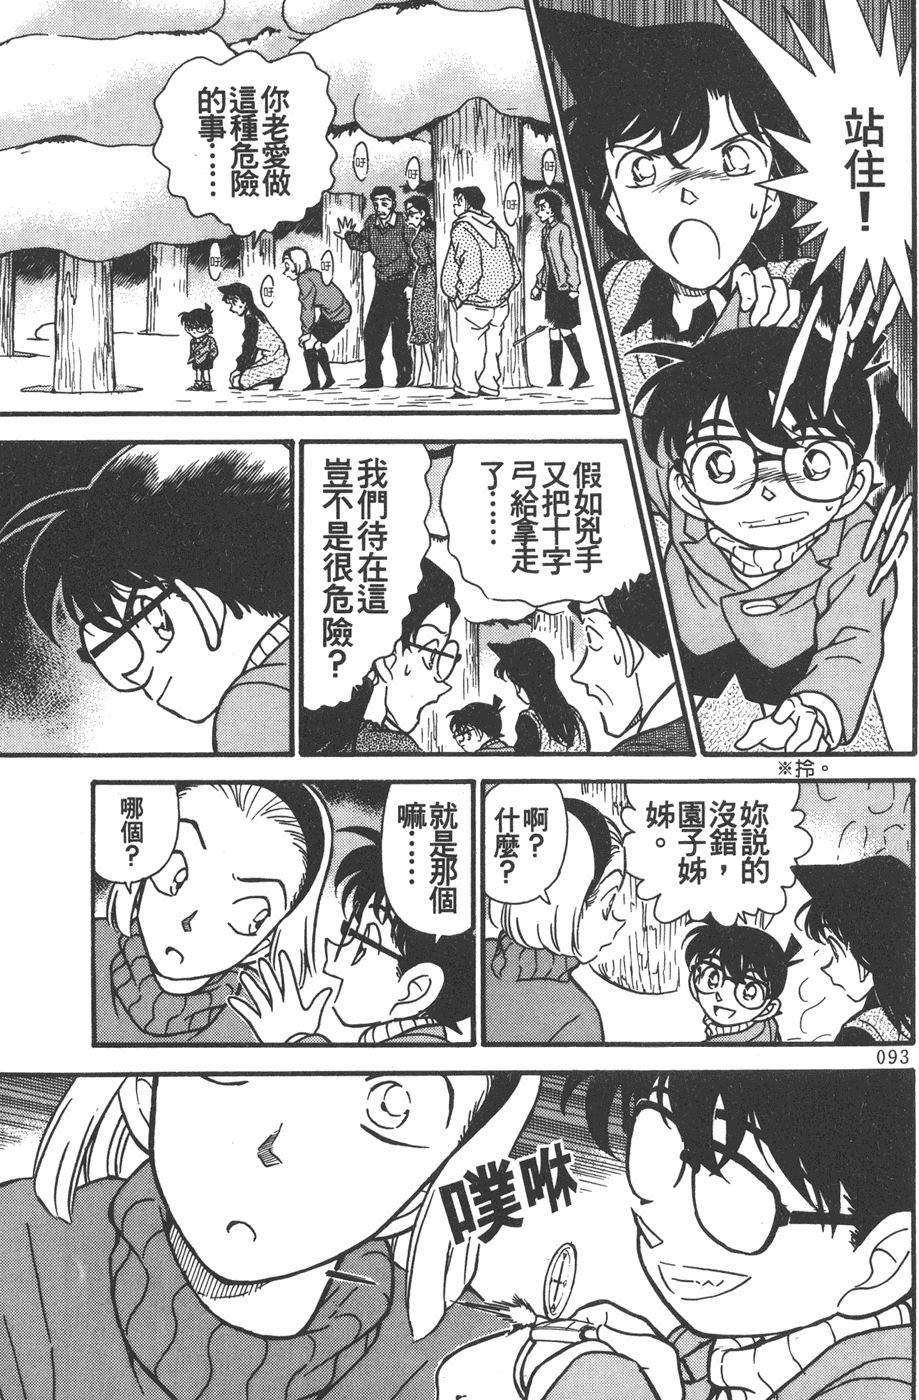 站住！
你老愛做
這種危險
的事……
呼
呼
呼
呼
呼
呼
※拎。
假如兇手
又把十字
弓給拿走
了……
我們待在這
豈不是很危險？
妳説的
沒錯，
園子姊
姊。
啊？
什麼？
就是那個
嘛……
哪個？
093
噗咻